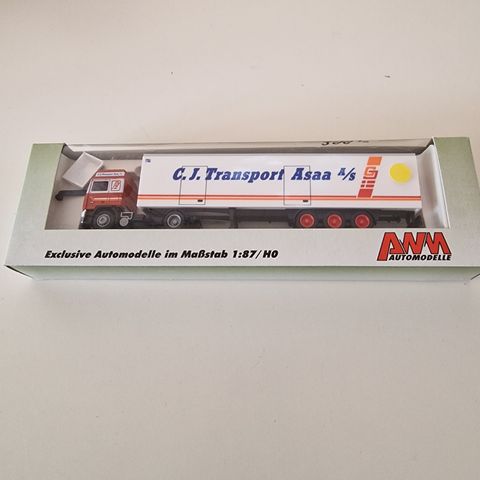 C.J. Transport Asaa A/S
Exclusive Automodelle im Maßstab 1:87/H0
AWM
AUTOMODELLE